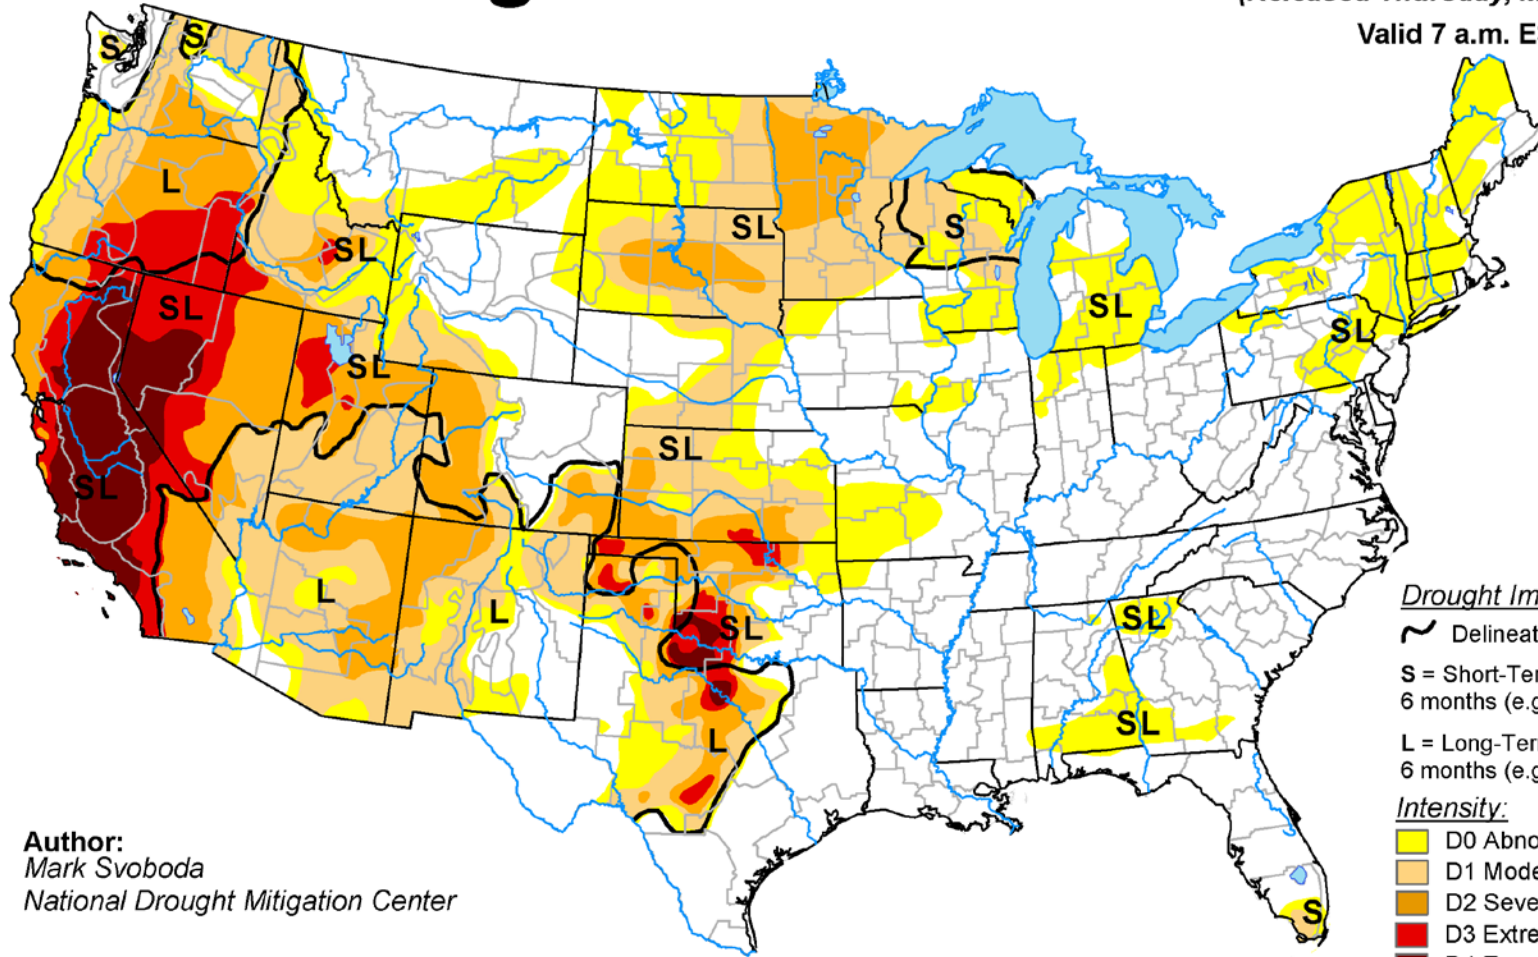 Valid 7 a.m. E
S
S
L
SL
SL
S
SL
SL
SL
SL
SL
SL
L
L
SL
SL
L
SL
S
Drought Im
Delineat
S = Short-Ter
6 months (e.g
L = Long-Terr
6 months (e.g
Intensity:
D0 Abno
D1 Mode
D2 Seve
D3 Extre
Author:
Mark Svoboda
National Drought Mitigation Center